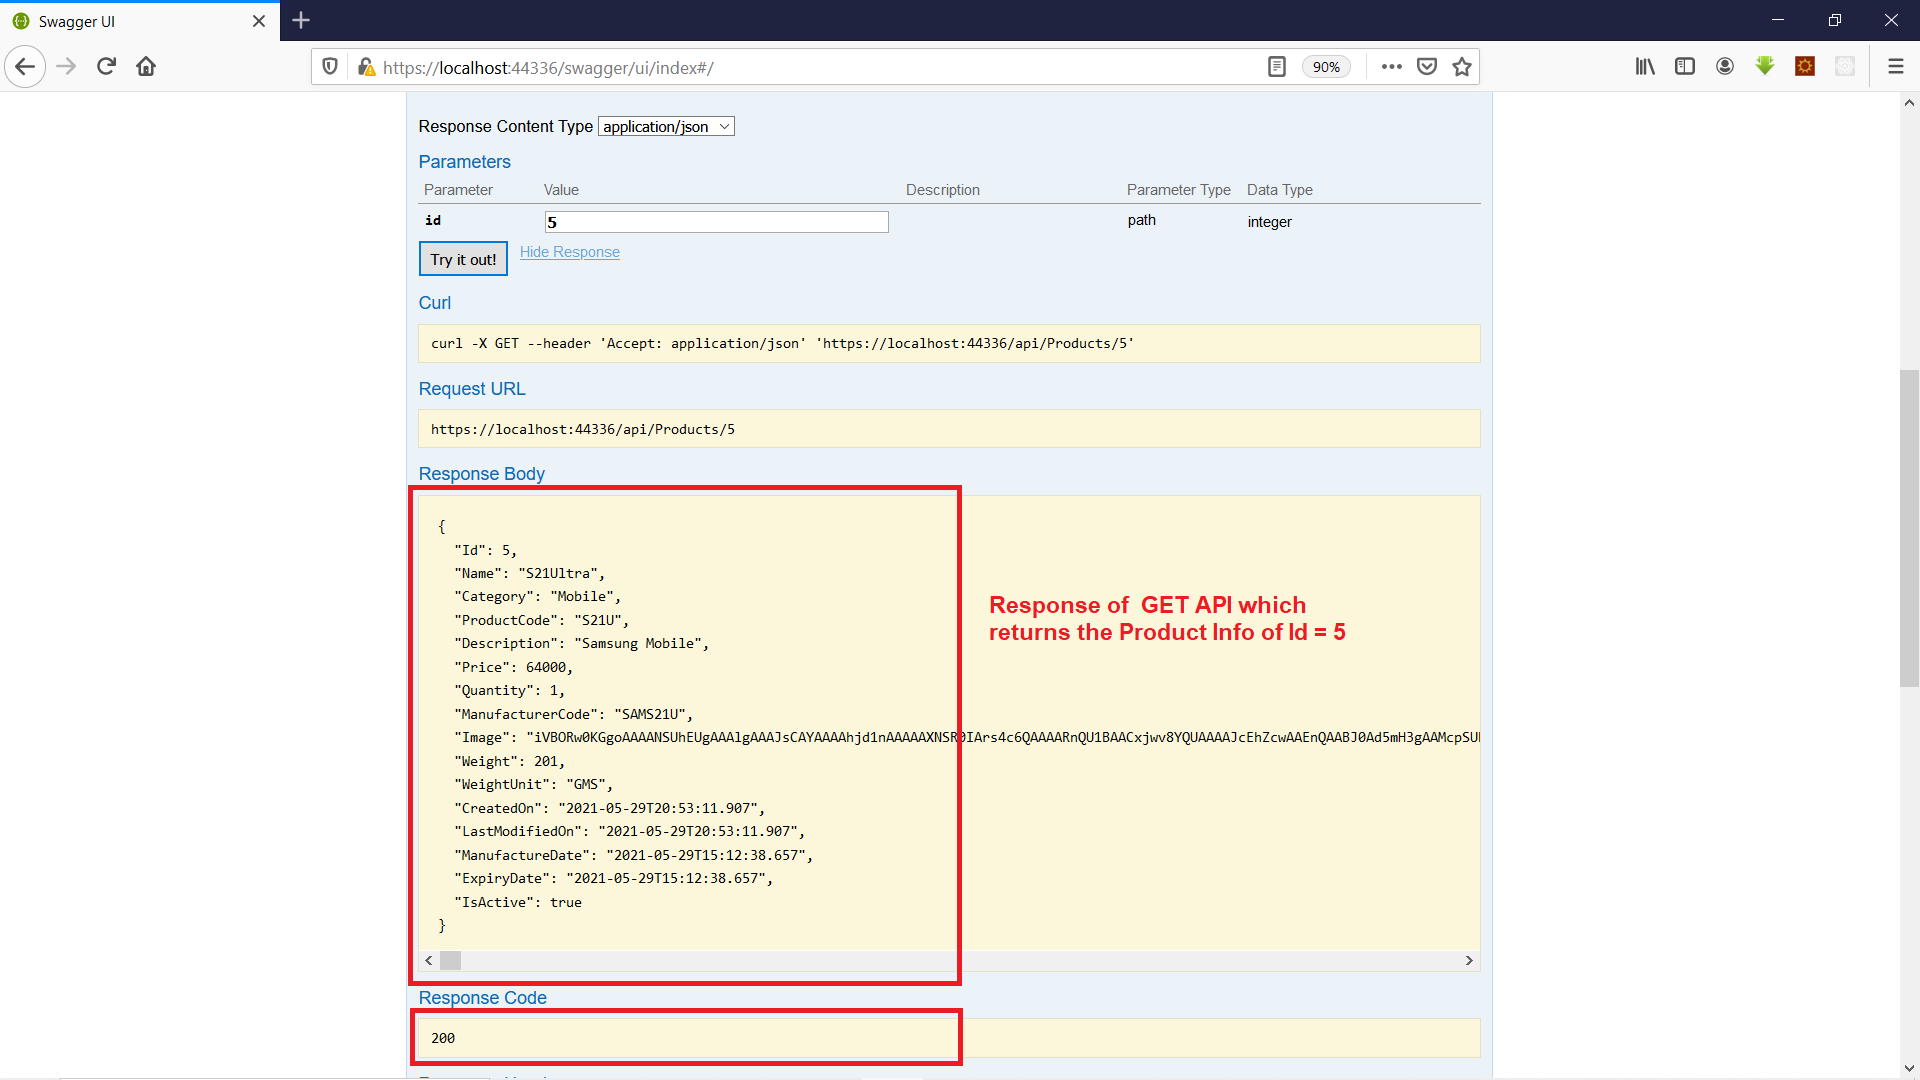 Swagger UI
https://localhost:44336/swagger/ui/index#/
90%
Response Content Type application/json
Parameters
Parameter Value Description Parameter Type Data Type
id 5 path integer
Try it out! Hide Response
Curl
curl -X GET --header 'Accept: application/json' 'https://localhost:44336/api/Products/5'
Request URL
https://localhost:44336/api/Products/5
Response Body
{
"Id": 5,
"Name": "S21Ultra",
"Category": "Mobile",
"ProductCode": "S21U",
"Description": "Samsung Mobile",
"Price": 64000,
"Quantity": 1,
"ManufacturerCode": "SAMS21U",
"Image":
"Weight": 201,
"WeightUnit": "GMS",
"CreatedOn": "2021-05-29T20:53:11.907",
"LastModifiedOn": "2021-05-29T20:53:11.907",
"ManufactureDate": "2021-05-29T15:12:38.657",
"ExpiryDate": "2021-05-29T15:12:38.657",
"IsActive": true
}
Response of GET API which
returns the Product Info of Id = 5
Response Code
200